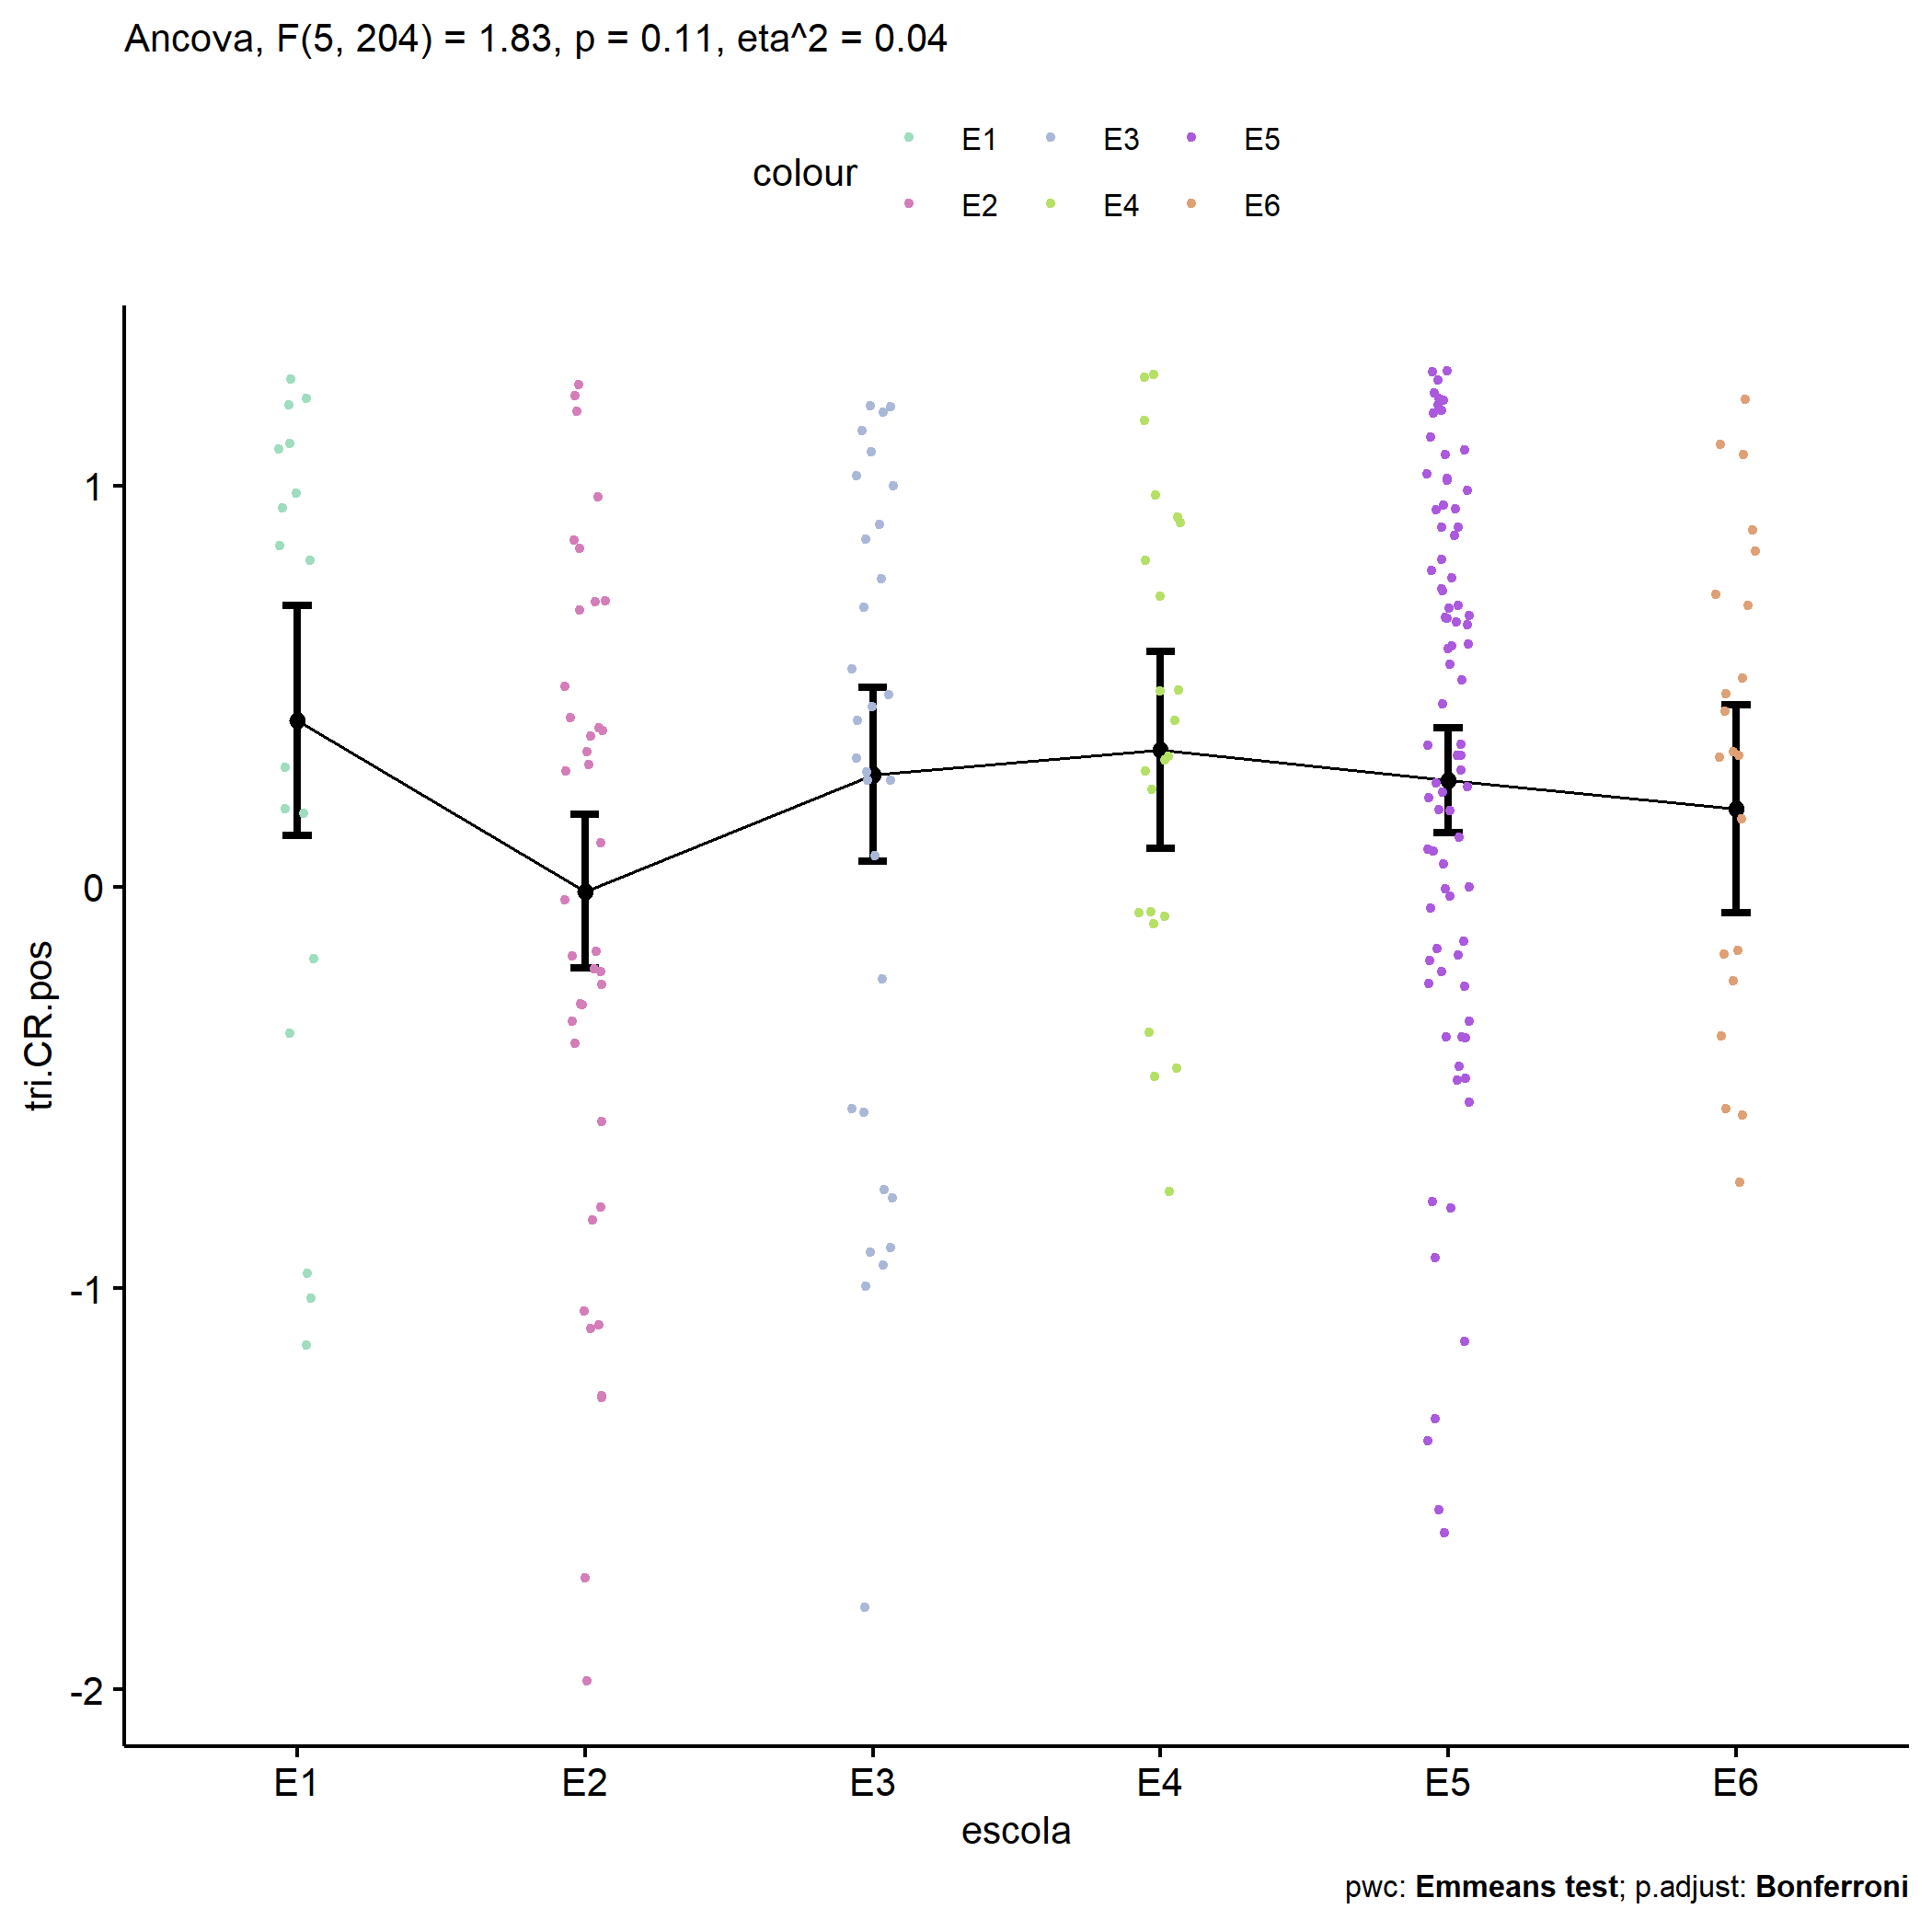 Ancova, F(5, 204) = 1.83, p = 0.11, eta^2 = 0.04
colour
E1 E3 E5
E2 E4 E6
1
0
-1
-2
tri.CR.pos
E1 E2 E3 E4 E5 E6
escola
pwc: Emmeans test; p.adjust: Bonferroni